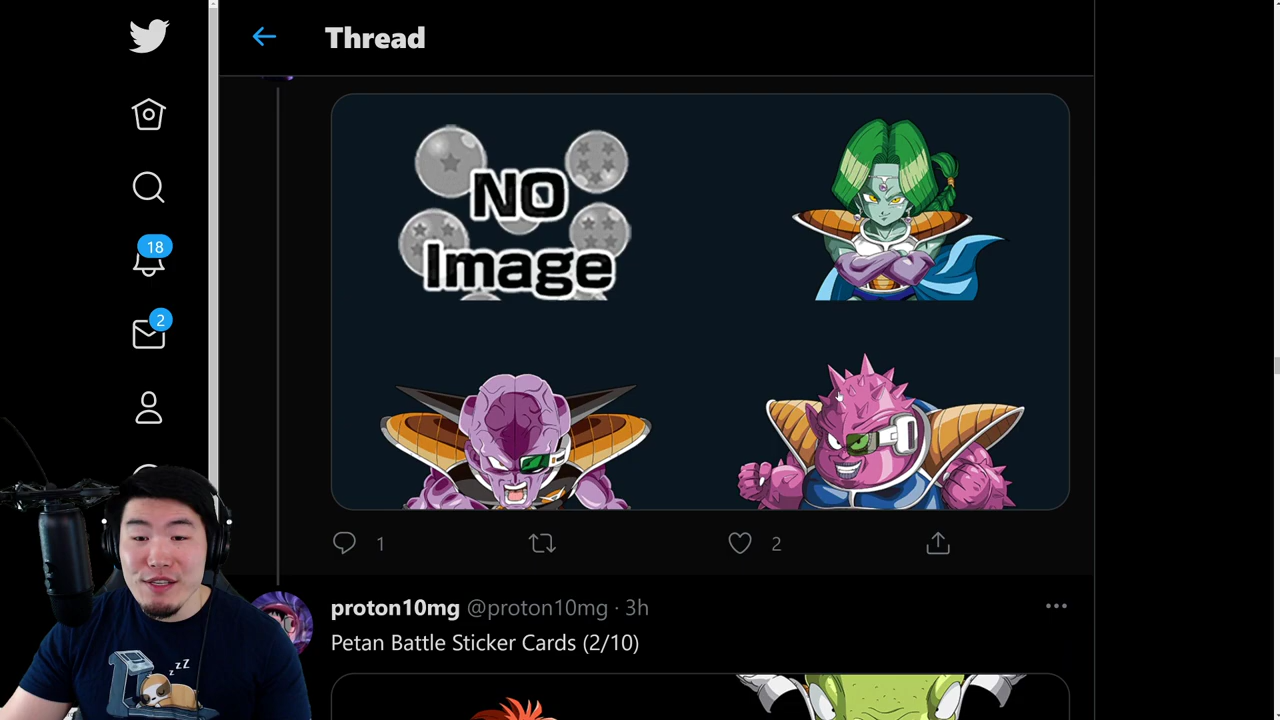 Thread
NO
Image
18
2
1
2
proton10mg @proton10mg · 3h
Petan Battle Sticker Cards (2/10)
z Z Z